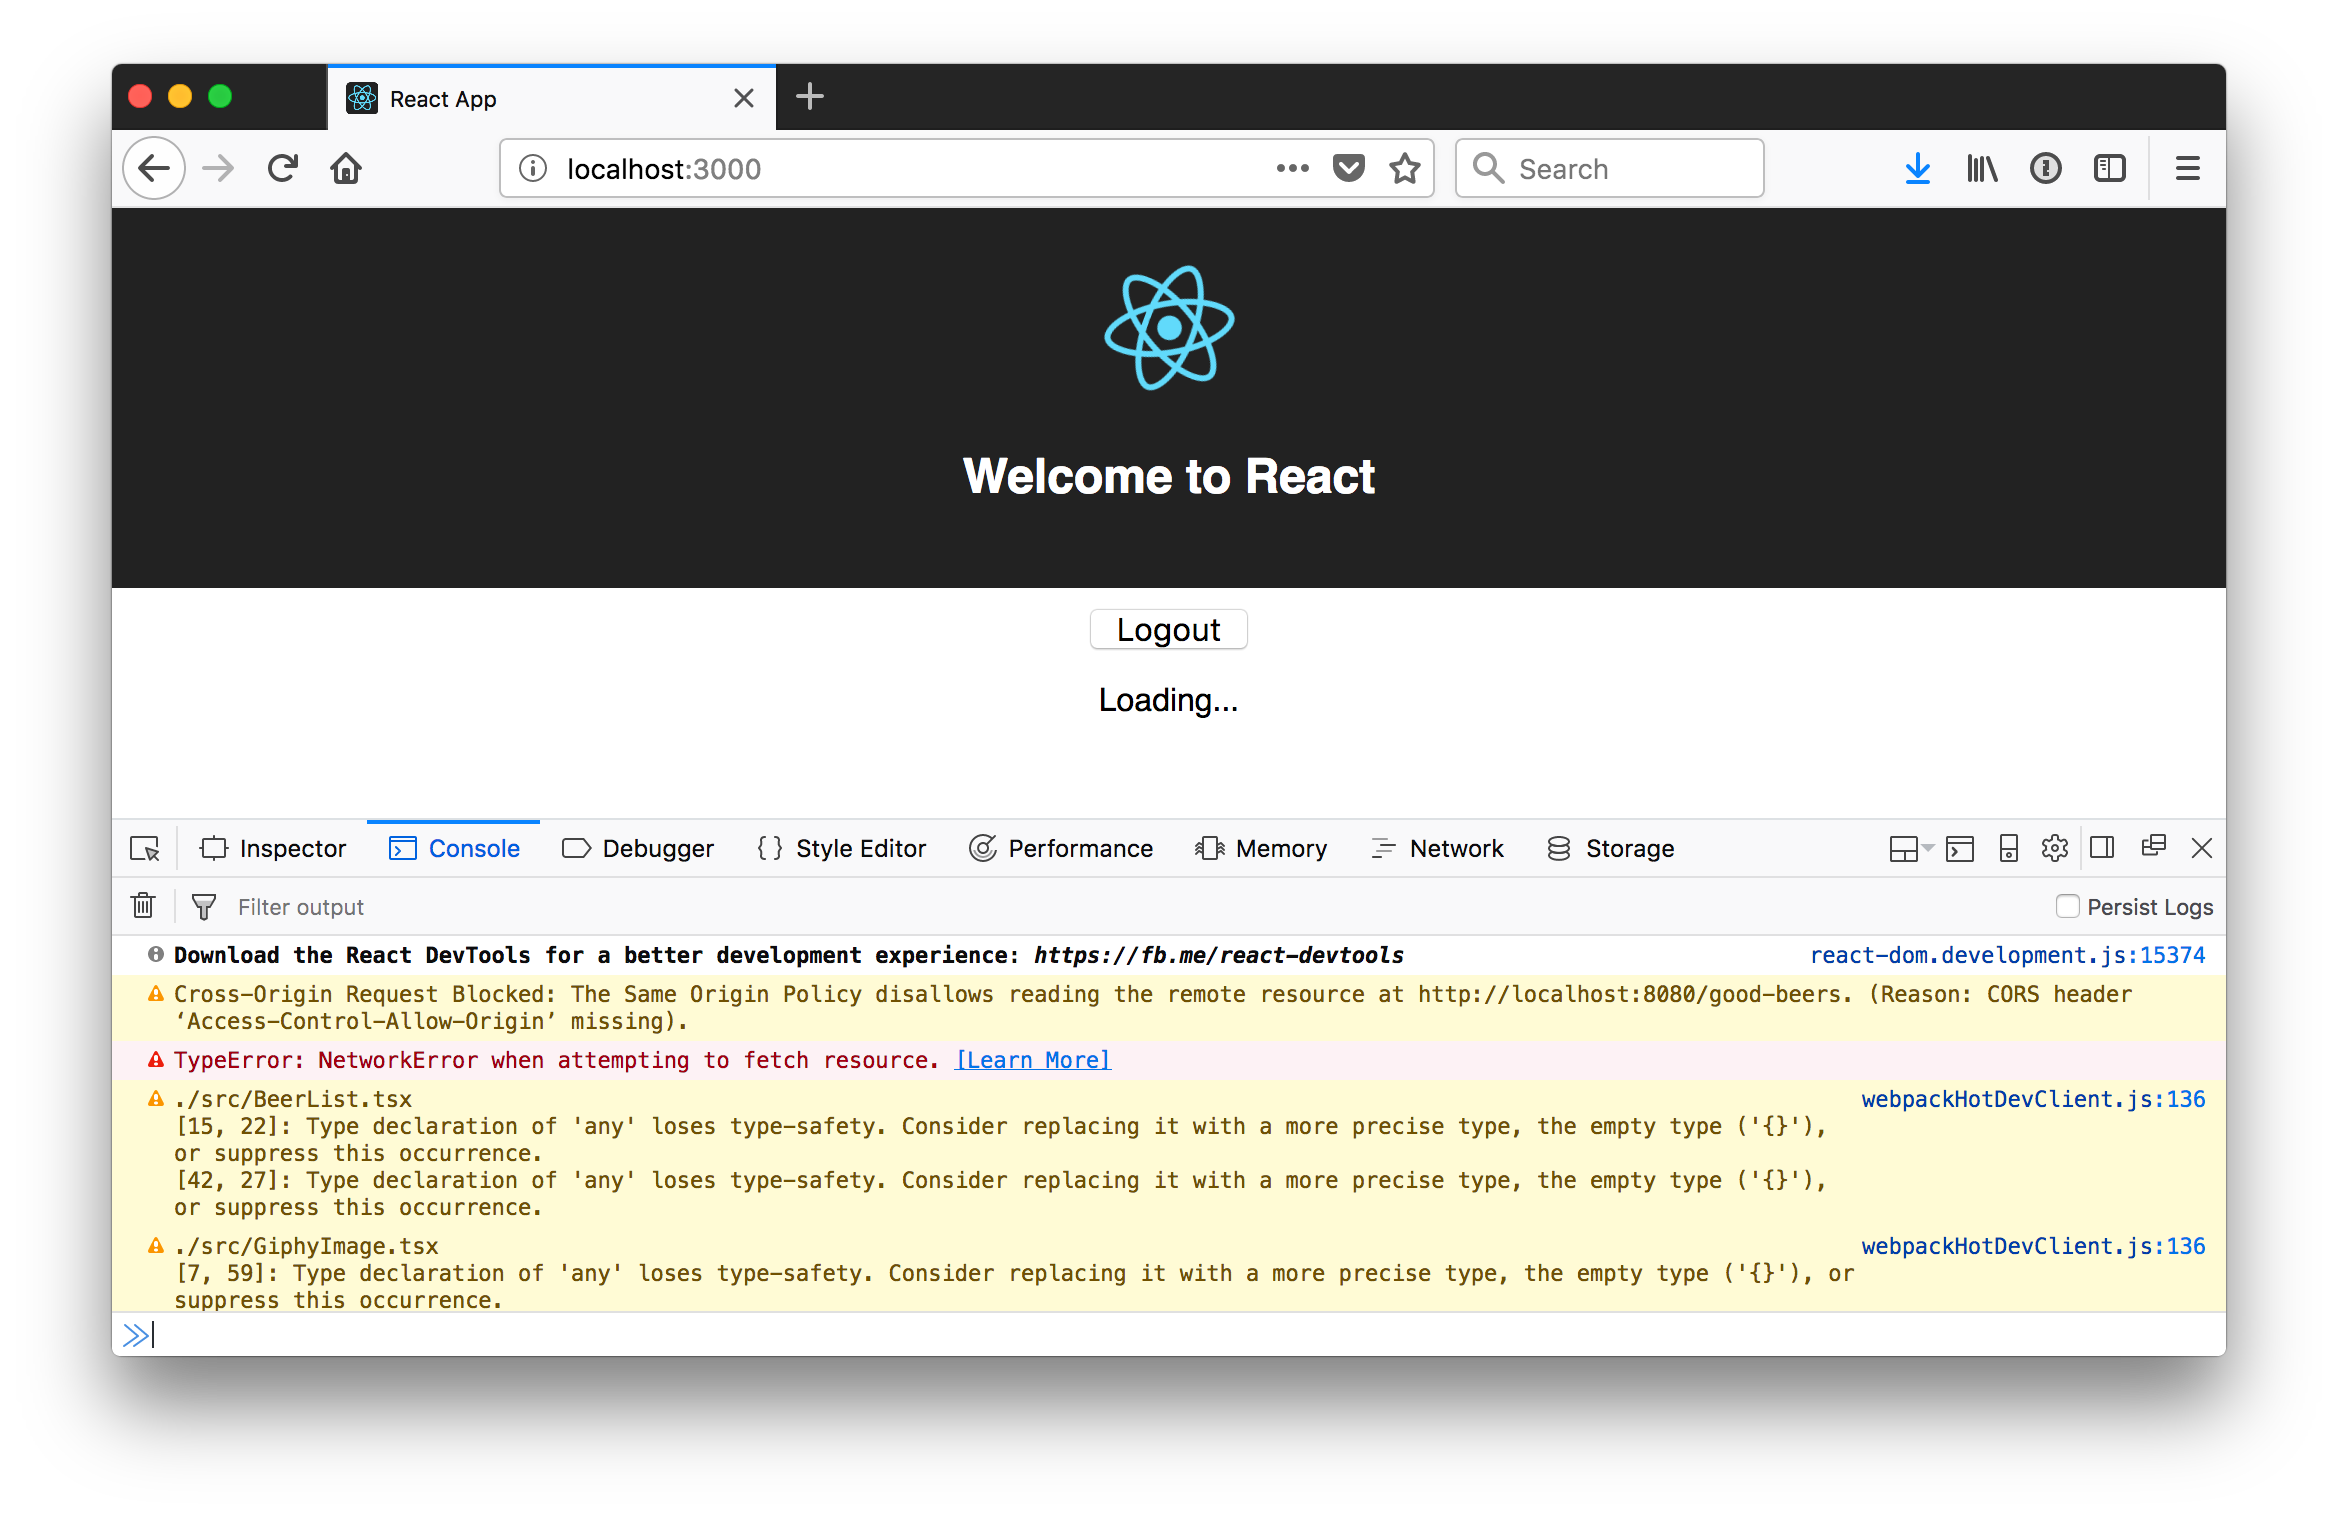 React App
localhost:3000
Search
Welcome to React
Logout
Loading...
Inspector Console Debugger Style Editor Performance Memory Network Storage
Filter output Persist Logs
Download the React DevTools for a better development experience: https://fb.me/react-devtools react-dom.development.js:15374
Cross-Origin Request Blocked: The Same Origin Policy disallows reading the remote resource at http://localhost:8080/good-beers. (Reason: CORS header
‘Access-Control-Allow-Origin’ missing).
TypeError: NetworkError when attempting to fetch resource. [Learn More]
./src/BeerList.tsx webpackHotDevClient.js:136
[15, 22]: Type declaration of 'any' loses type-safety. Consider replacing it with a more precise type, the empty type ('{}'),
or suppress this occurrence.
[42, 27]: Type declaration of 'any' loses type-safety. Consider replacing it with a more precise type, the empty type ('{}'),
or suppress this occurrence.
./src/GiphyImage.tsx webpackHotDevClient.js:136
[7, 59]: Type declaration of 'any' loses type-safety. Consider replacing it with a more precise type, the empty type ('{}'), or
suppress this occurrence.